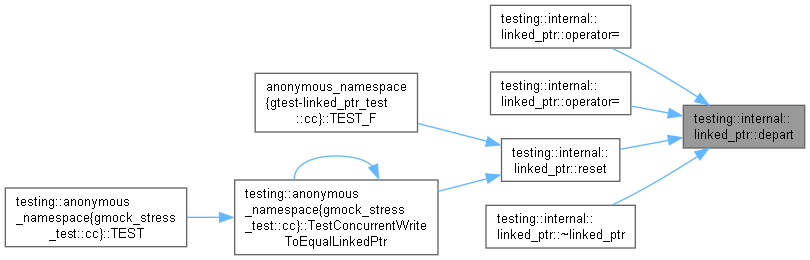 testing::internal::
linked_ptr::operator=
testing::internal::
linked_ptr::operator=
anonymous_namespace
{gtest-linked_ptr_test
::cc}::TEST_F
testing::internal::
linked_ptr::depart
testing::internal::
linked_ptr::reset
testing::anonymous
_namespace{gmock_stress
_test::cc}::TEST
testing::anonymous
_namespace{gmock_stress
_test::cc}::TestConcurrentWrite
ToEqualLinkedPtr
testing::internal::
linked_ptr::~linked_ptr